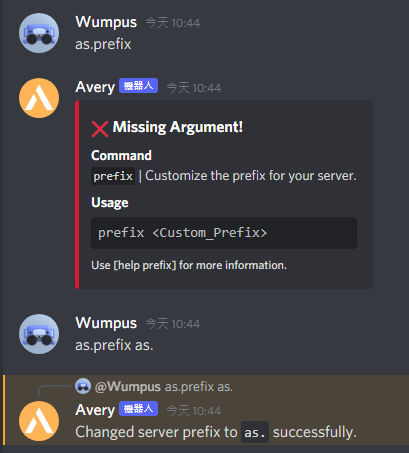 Wumpus 今天 10:44
as.prefix
Avery 機器人 今天 10:44
❌ Missing Argument!
Command
prefix | Customize the prefix for your server.
Usage
prefix <Custom_Prefix>
Use [help prefix] for more information.
Wumpus 今天 10:44
as.prefix as.
@Wumpus as.prefix as.
Avery 機器人 今天 10:44
Changed server prefix to as. successfully.